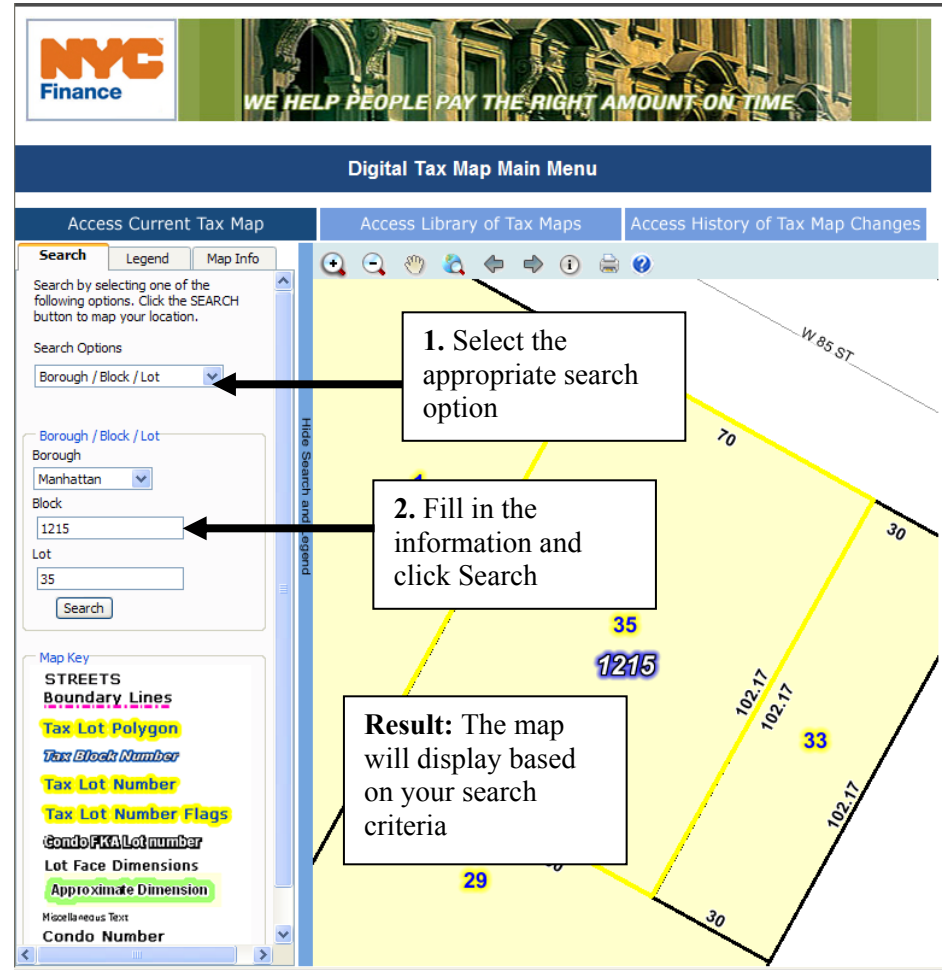 NYC
Finance
WE HELP PEOPLE PAY THE RIGHT AMOUNT ON TIME
Digital Tax Map Main Menu
Access Current Tax Map
Access Library of Tax Maps
Access History of Tax Map Changes
Search
Legend
Map Info
Search by selecting one of the
following options. Click the SEARCH
button to map your location.
Search Options
Borough / Block / Lot
Borough / Block / Lot
Borough
Manhattan
Block
1215
Lot
35
Search
Map Key
STREETS
Boundary Lines
Tax Lot Polygon
Tax Block Number
Tax Lot Number
Tax Lot Number Flags
Condo FKA Lot number
Lot Face Dimensions
Approximate Dimension
Miscellaneous Text
Condo Number
Hide Search and Legend
1. Select the
appropriate search
option
2. Fill in the
information and
click Search
Result: The map
will display based
on your search
criteria
W 85 ST
70
30
35
1215
102.17
102.17
33
102.17
29
30